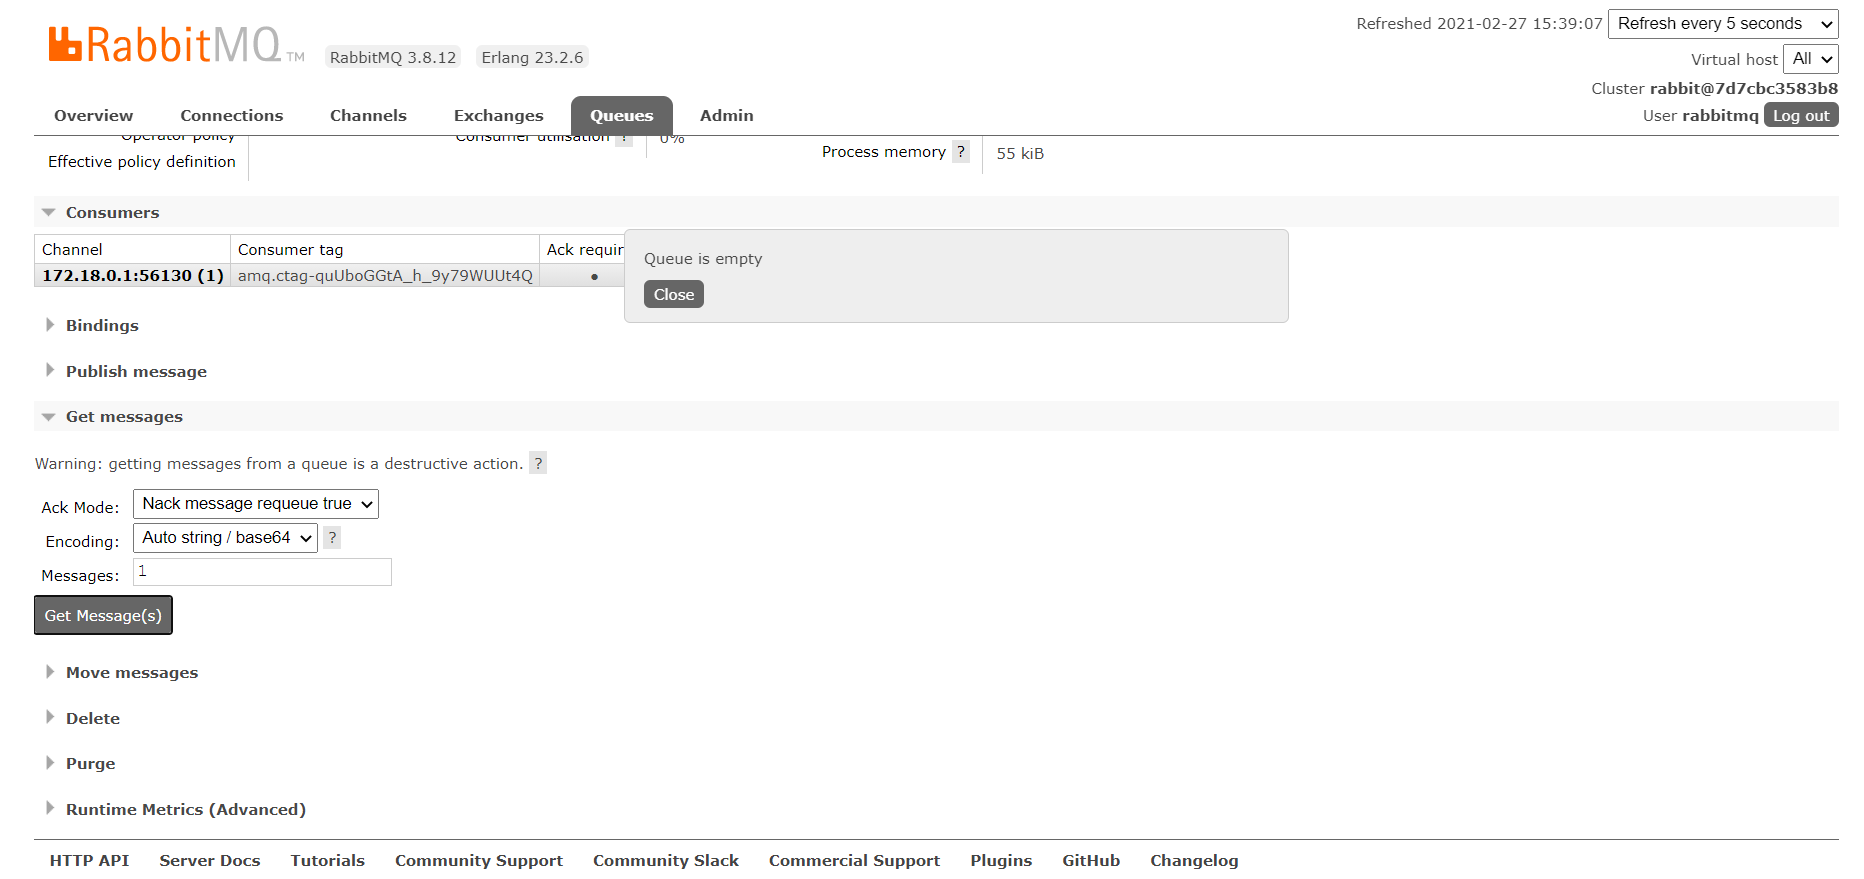 Refreshed 2021-02-27 15:39:07 Refresh every 5 seconds
RabbitMQ TM RabbitMQ 3.8.12 Erlang 23.2.6
Virtual host All
Cluster rabbit@7d7cbc3583b8
User rabbitmq Log out
Overview Connections Channels Exchanges Queues Admin
Operator policy Consumer utilisation ? 0%
Process memory ? 55 kiB
Effective policy definition
Consumers
Channel Consumer tag Ack requir
172.18.0.1:56130 (1) amq.ctag-quUboGGtA_h_9y79WUUt4Q ●
Queue is empty
Close
Bindings
Publish message
Get messages
Warning: getting messages from a queue is a destructive action. ?
Ack Mode: Nack message requeue true
Encoding: Auto string / base64 ?
Messages: 1
Get Message(s)
Move messages
Delete
Purge
Runtime Metrics (Advanced)
HTTP API Server Docs Tutorials Community Support Community Slack Commercial Support Plugins GitHub Changelog